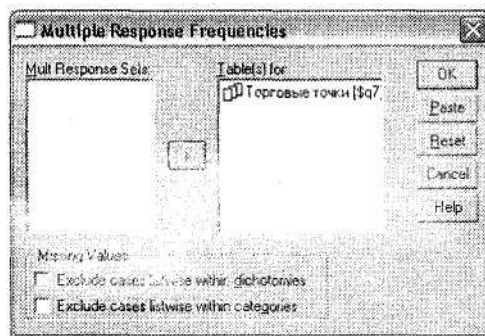 Multiple Response Frequencies
Mult Response Sets:
Table(s) for
Торговые точки [$q7
OK
Paste
Reset
Cancel
Help
Missing Values
Exclude cases listwise within dichotomies
Exclude cases listwise within categories